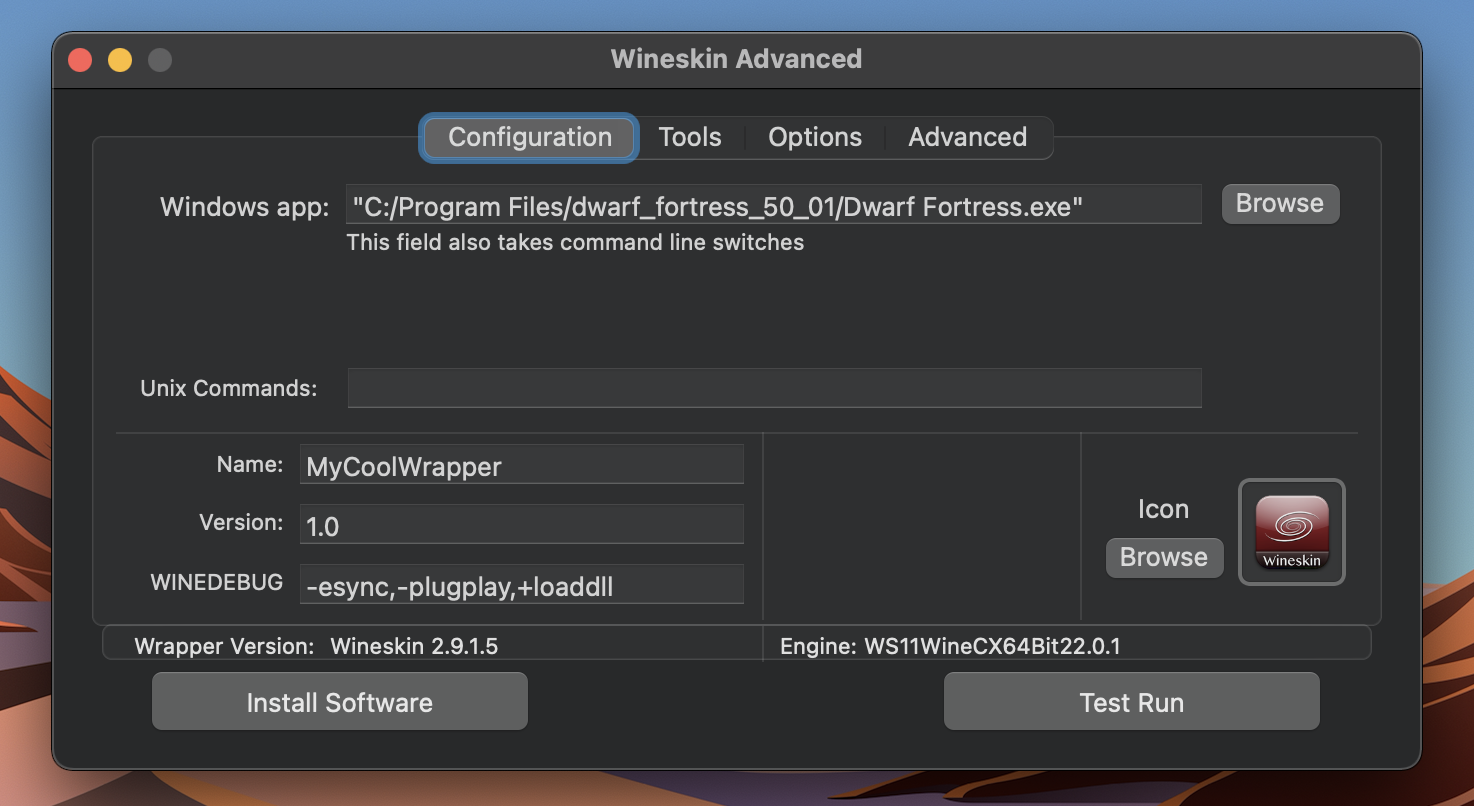 Wineskin Advanced
Configuration Tools Options Advanced
Windows app: "C:/Program Files/dwarf_fortress_50_01/Dwarf Fortress.exe" Browse
This field also takes command line switches
Unix Commands:
Name: MyCoolWrapper
Version: 1.0
Icon
Browse
Wineskin
WINEDEBUG -esync,-plugplay,+loaddll
Wrapper Version: Wineskin 2.9.1.5 Engine: WS11WineCX64Bit22.0.1
Install Software Test Run